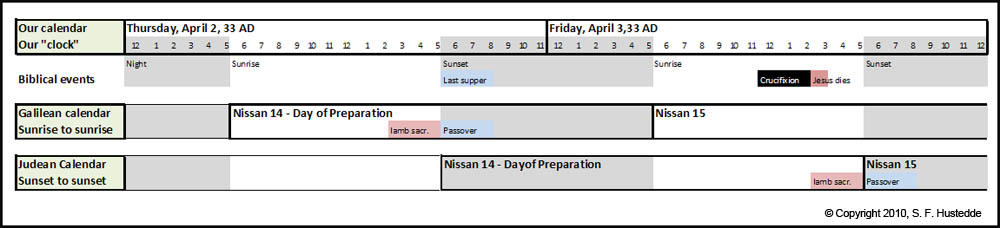 Our calendar Thursday, April 2, 33 AD Friday, April 3,33 AD
Our "clock" 12 1 2 3 4 5 6 7 8 9 10 11 12 1 2 3 4 5 6 7 8 9 10 11 12 1 2 3 4 5 6 7 8 9 10 11 12 1 2 3 4 5 6 7 8 9 10 11 12
Night Sunrise Sunset Sunrise Sunset
Biblical events Last supper Crucifixion Jesus dies
Galilean calendar Nissan 14 - Day of Preparation Nissan 15
Sunrise to sunrise lamb sacr. Passover
Judean Calendar Nissan 14 - Dayof Preparation Nissan 15
Sunset to sunset lamb sacr. Passover
© Copyright 2010, S. F. Hustedde